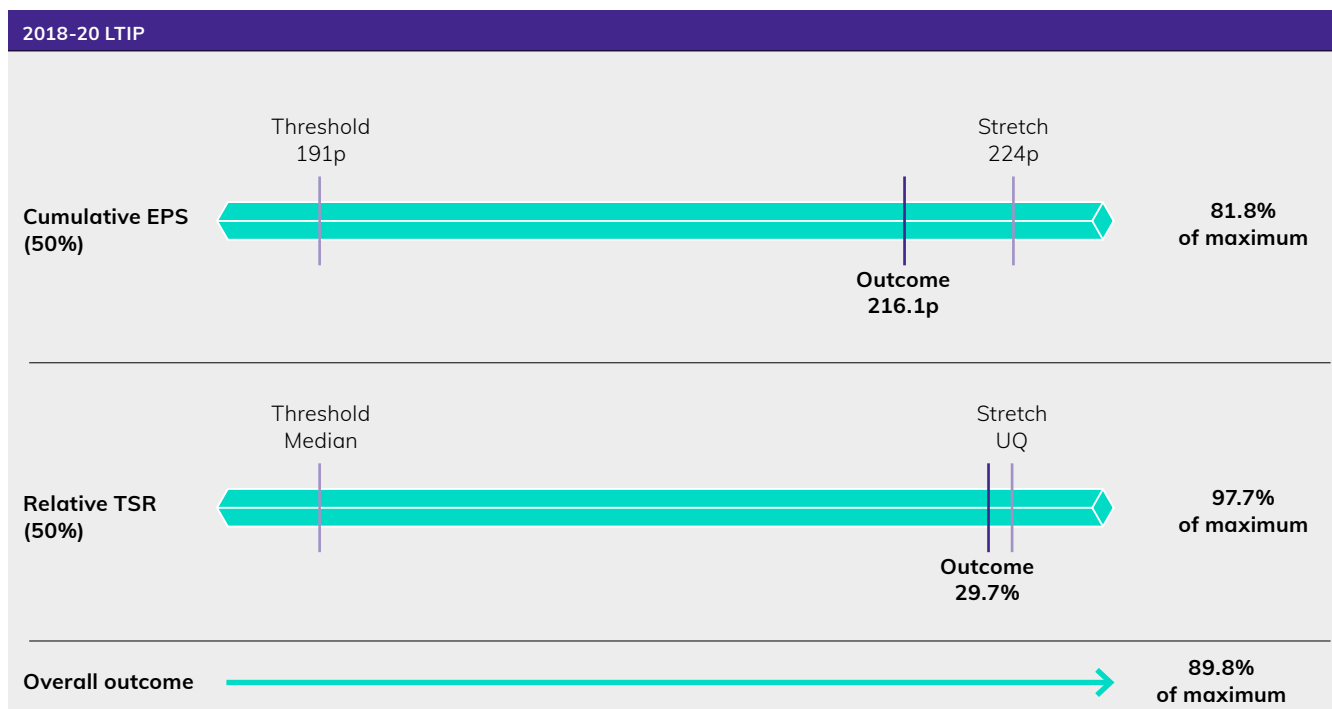 2018-20 LTIP
Threshold
191p
Stretch
224p
Cumulative EPS
(50%)
81.8%
of maximum
Outcome
216.1p
Threshold
Median
Stretch
UQ
Relative TSR
(50%)
97.7%
of maximum
Outcome
29.7%
Overall outcome
89.8%
of maximum